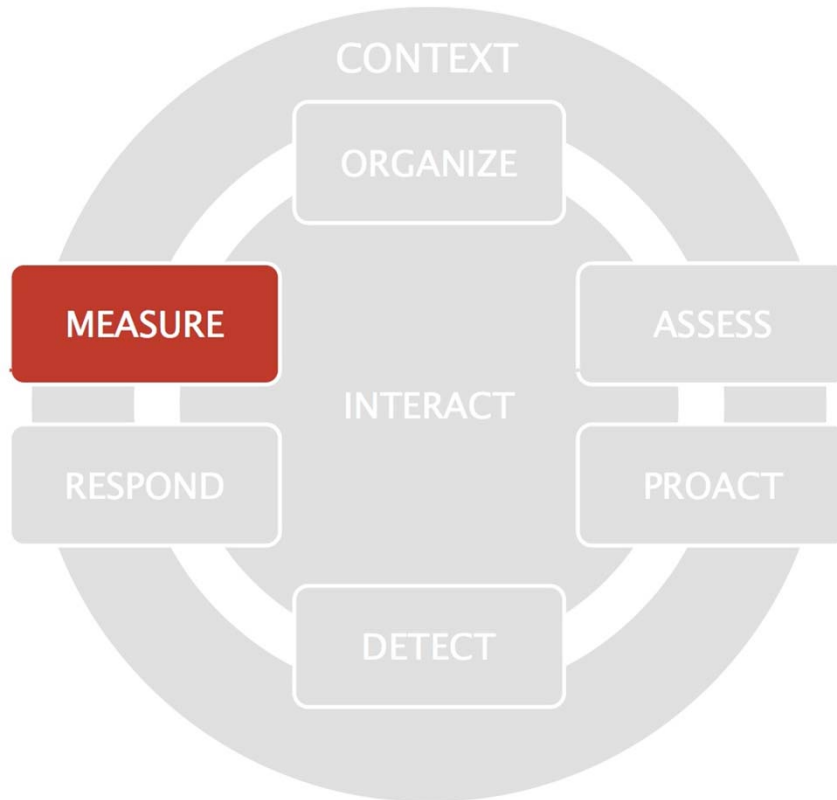 CONTEXT
ORGANIZE
MEASURE
ASSESS
INTERACT
RESPOND
PROACT
DETECT